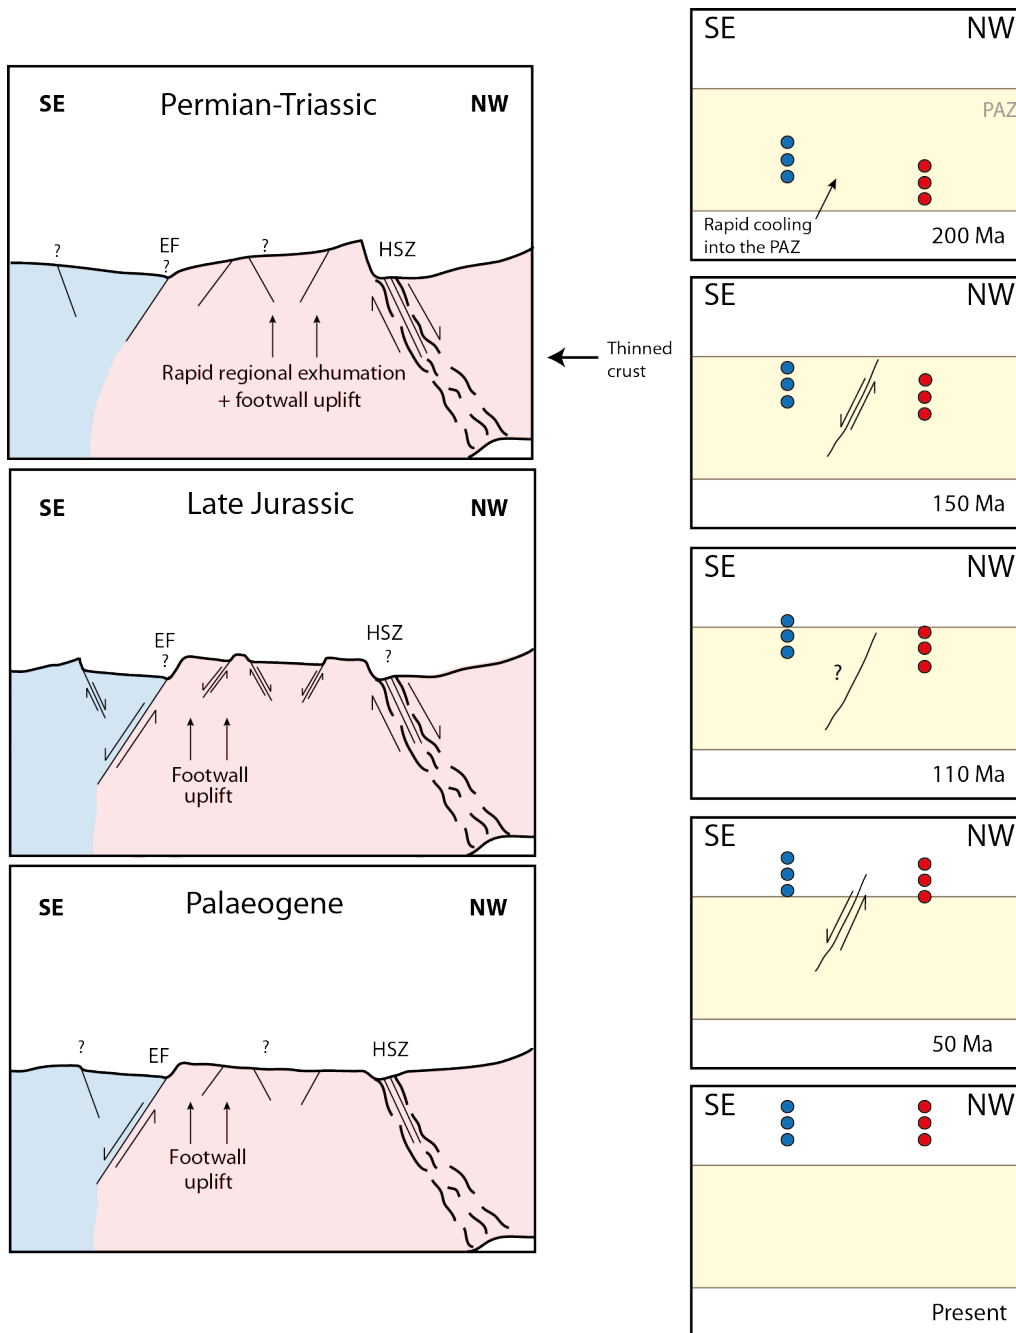 SE Permian-Triassic NW
?
EF
?
?
HSZ
Rapid regional exhumation
+ footwall uplift
Thinned
crust
SE Late Jurassic NW
EF
?
HSZ
?
Footwall
uplift
SE Palaeogene NW
?
EF
?
HSZ
Footwall
uplift
SE NW
PAZ
Rapid cooling
into the PAZ
200 Ma
SE NW
150 Ma
SE NW
?
110 Ma
SE NW
50 Ma
SE NW
Present